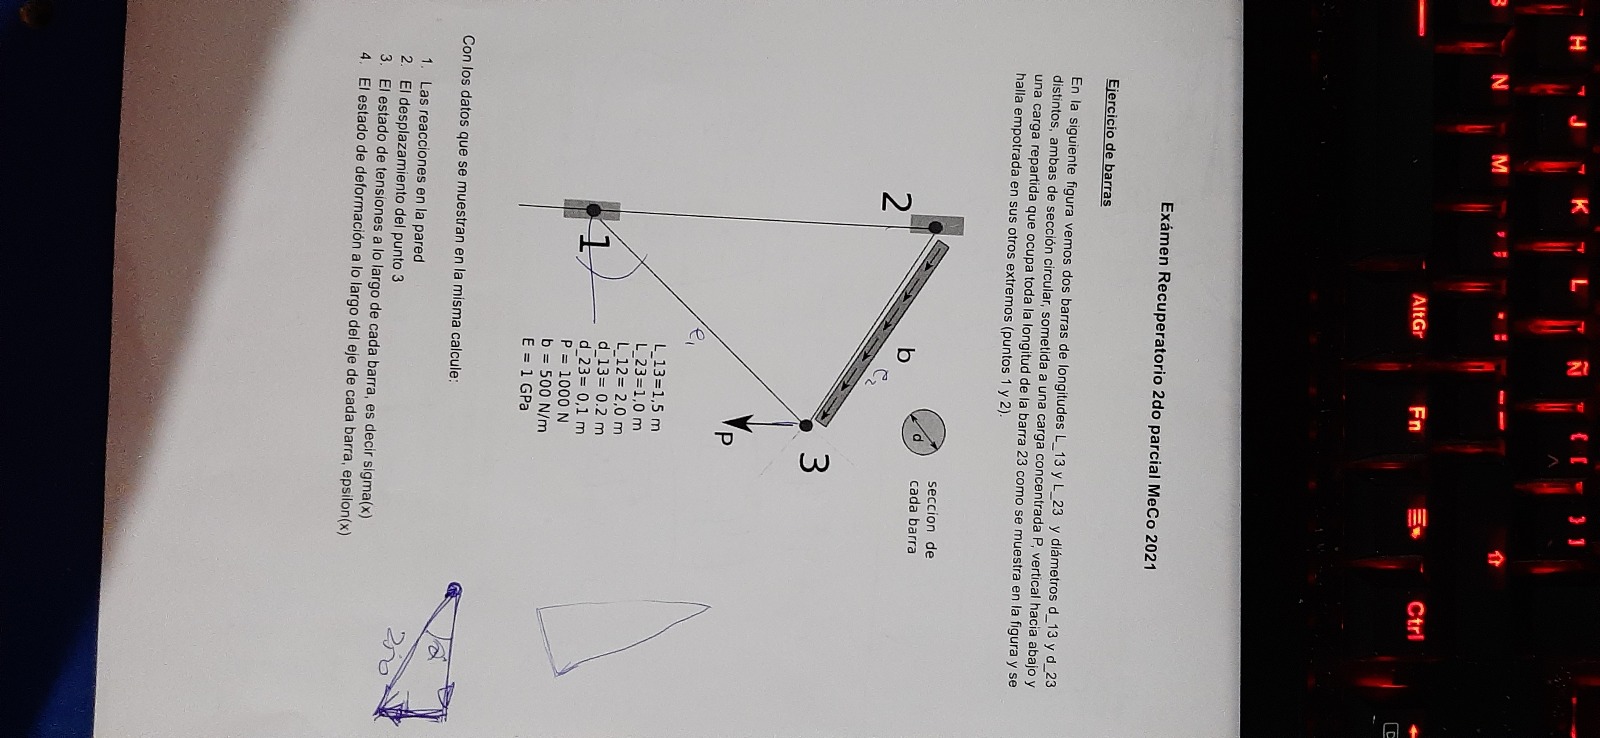 Exámen Recuperatorio 2do parcial MeCo 2021
Ejercicio de barras
En la siguiente figura vemos dos barras de longitudes L_13 y L_23 y diámetros d_13 y d_23
distintos, ambas de sección circular, sometida a una carga concentrada P, vertical hacia abajo y
una carga repartida que ocupa toda la longitud de la barra 23 como se muestra en la figura y se
halla empotrada en sus otros extremos (puntos 1 y 2).
2
b
e2
d
seccion de
cada barra
3
P
e1
1
L_13=1,5 m
L_23=1,0 m
L_12= 2,0 m
d_13= 0,2 m
d_23= 0,1 m
P = 1000 N
b = 500 N/m
E = 1 GPa
Con los datos que se muestran en la misma calcule:
1. Las reacciones en la pared
2. El desplazamiento del punto 3
3. El estado de tensiones a lo largo de cada barra, es decir sigma(x)
4. El estado de deformación a lo largo del eje de cada barra, epsilon(x)
H
J
K
L
Ñ
N
M
AltGr
Fn
Ctrl